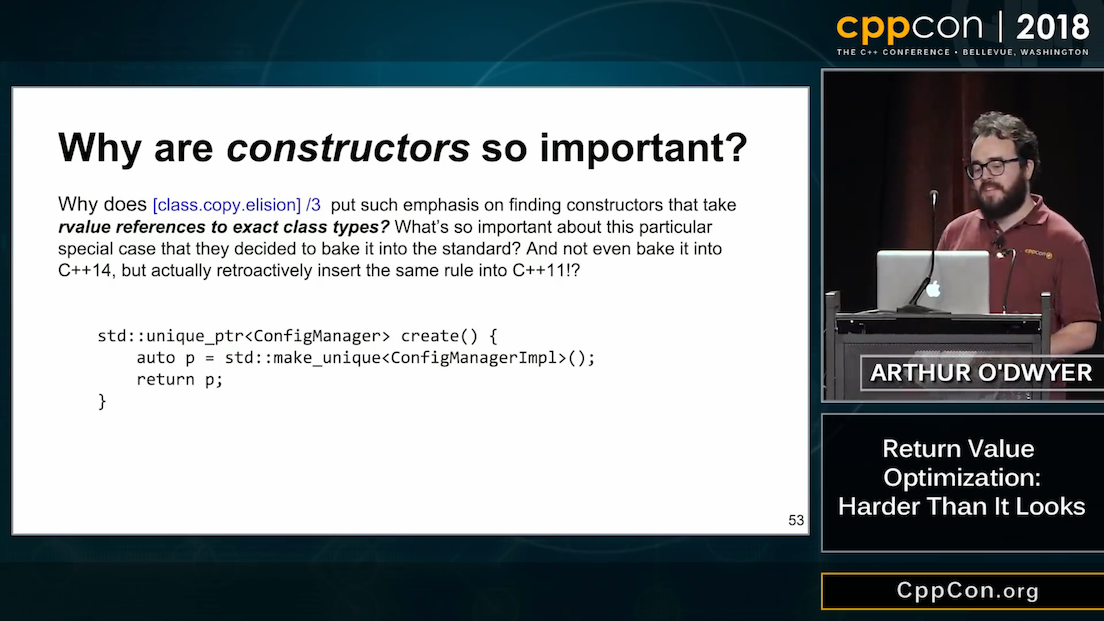 cppcon | 2018
THE C++ CONFERENCE • BELLEVUE, WASHINGTON
Why are constructors so important?
Why does [class.copy.elision] /3 put such emphasis on finding constructors that take
rvalue references to exact class types? What's so important about this particular
special case that they decided to bake it into the standard? And not even bake it into
C++14, but actually retroactively insert the same rule into C++11!?
std::unique_ptr<ConfigManager> create() {
    auto p = std::make_unique<ConfigManagerImpl>();
    return p;
}
53
cppcon
ARTHUR O'DWYER
Return Value
Optimization:
Harder Than It Looks
CppCon.org